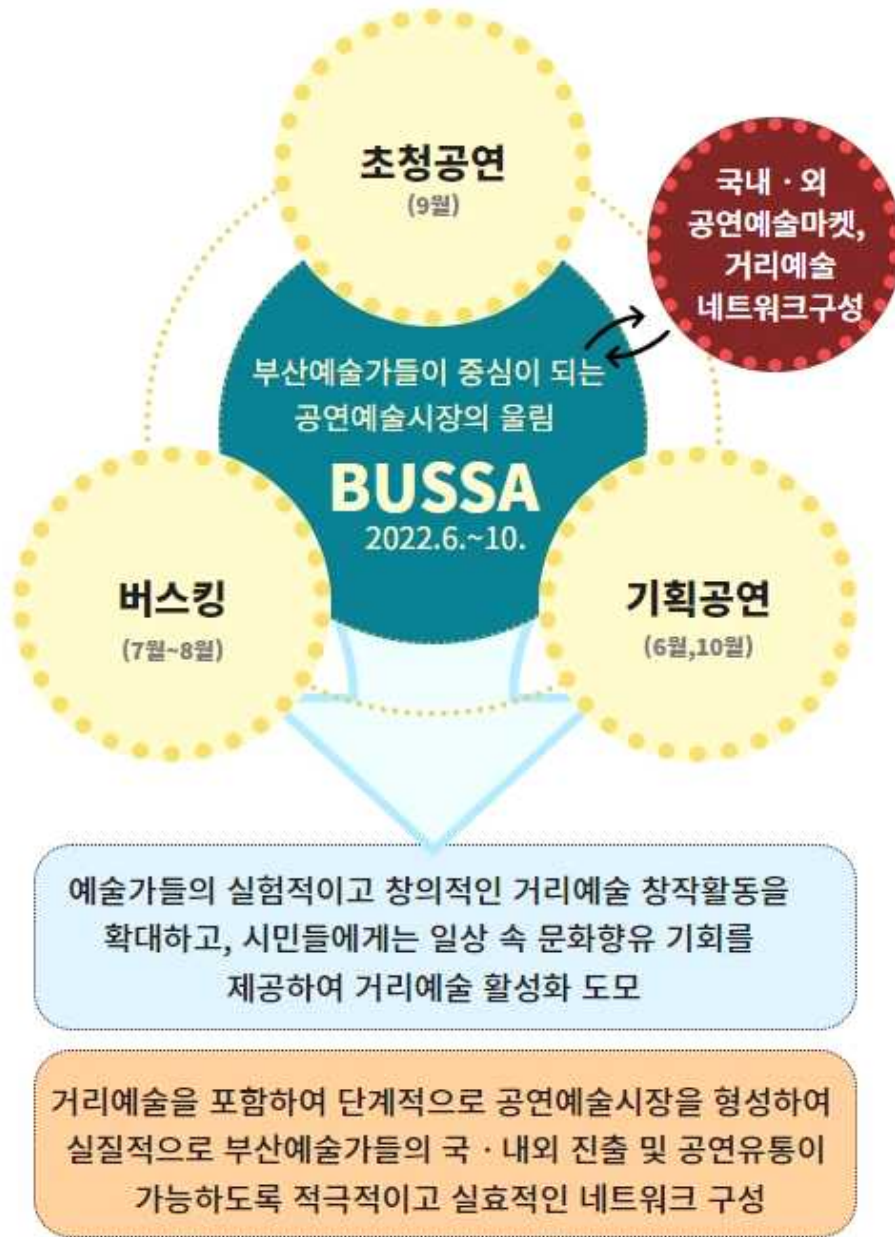 초청공연
(9월)
국내 · 외
공연예술마켓,
거리예술
네트워크구성
부산예술가들이 중심이 되는
공연예술시장의 울림
BUSSA
2022.6.~10.
버스킹
(7월~8월)
기획공연
(6월,10월)
예술가들의 실험적이고 창의적인 거리예술 창작활동을
확대하고, 시민들에게는 일상 속 문화향유 기회를
제공하여 거리예술 활성화 도모
거리예술을 포함하여 단계적으로 공연예술시장을 형성하여
실질적으로 부산예술가들의 국 · 내외 진출 및 공연유통이
가능하도록 적극적이고 실효적인 네트워크 구성